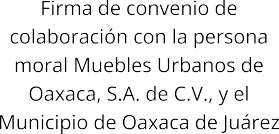 Firma de convenio de
colaboración con la persona
moral Muebles Urbanos de
Oaxaca, S.A. de C.V., y el
Municipio de Oaxaca de Juárez